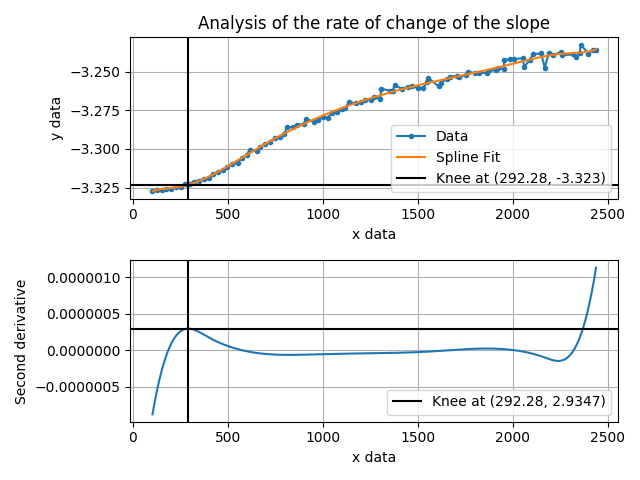 Analysis of the rate of change of the slope
−3.250
−3.275
−3.300
−3.325
y data
Data
Spline Fit
Knee at (292.28, -3.323)
0 500 1000 1500 2000 2500
x data
0.0000010
0.0000005
0.0000000
−0.0000005
Second derivative
Knee at (292.28, 2.9347)
0 500 1000 1500 2000 2500
x data